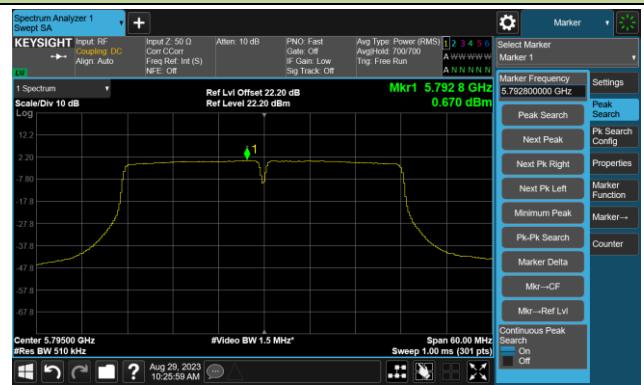 Spectrum Analyzer 1
Swept SA
Marker
KEYSIGHT
Input: RF
Coupling: DC
Align: Auto
Input Z: 50 Ω
Corr CCorr
Freq Ref: Int (S)
NFE: Off
Atten: 10 dB
PNO: Fast
Gate: Off
IF Gain: Low
Sig Track: Off
Avg Type: Power (RMS)
Avg|Hold: 700/700
Trig: Free Run
1 2 3 4 5 6
A W W W W W
A N N N N N
LXI
Select Marker
Marker 1
1 Spectrum
Scale/Div 10 dB
Log
Ref Lvl Offset 22.20 dB
Ref Level 22.20 dBm
Mkr1 5.792 8 GHz
0.670 dBm
12.2
2.20
-7.80
-17.8
-27.8
-37.8
-47.8
-57.8
-67.8
1
Center 5.79500 GHz
#Res BW 510 kHz
#Video BW 1.5 MHz*
Span 60.00 MHz
Sweep 1.00 ms (301 pts)
Marker Frequency
5.792800000 GHz
Peak Search
Next Peak
Next Pk Right
Next Pk Left
Minimum Peak
Pk-Pk Search
Marker Delta
Mkr→CF
Mkr→Ref Lvl
Continuous Peak
Search
On
Off
Settings
Peak
Search
Pk Search
Config
Properties
Marker
Function
Marker→
Counter
?
Aug 29, 2023
10:25:59 AM